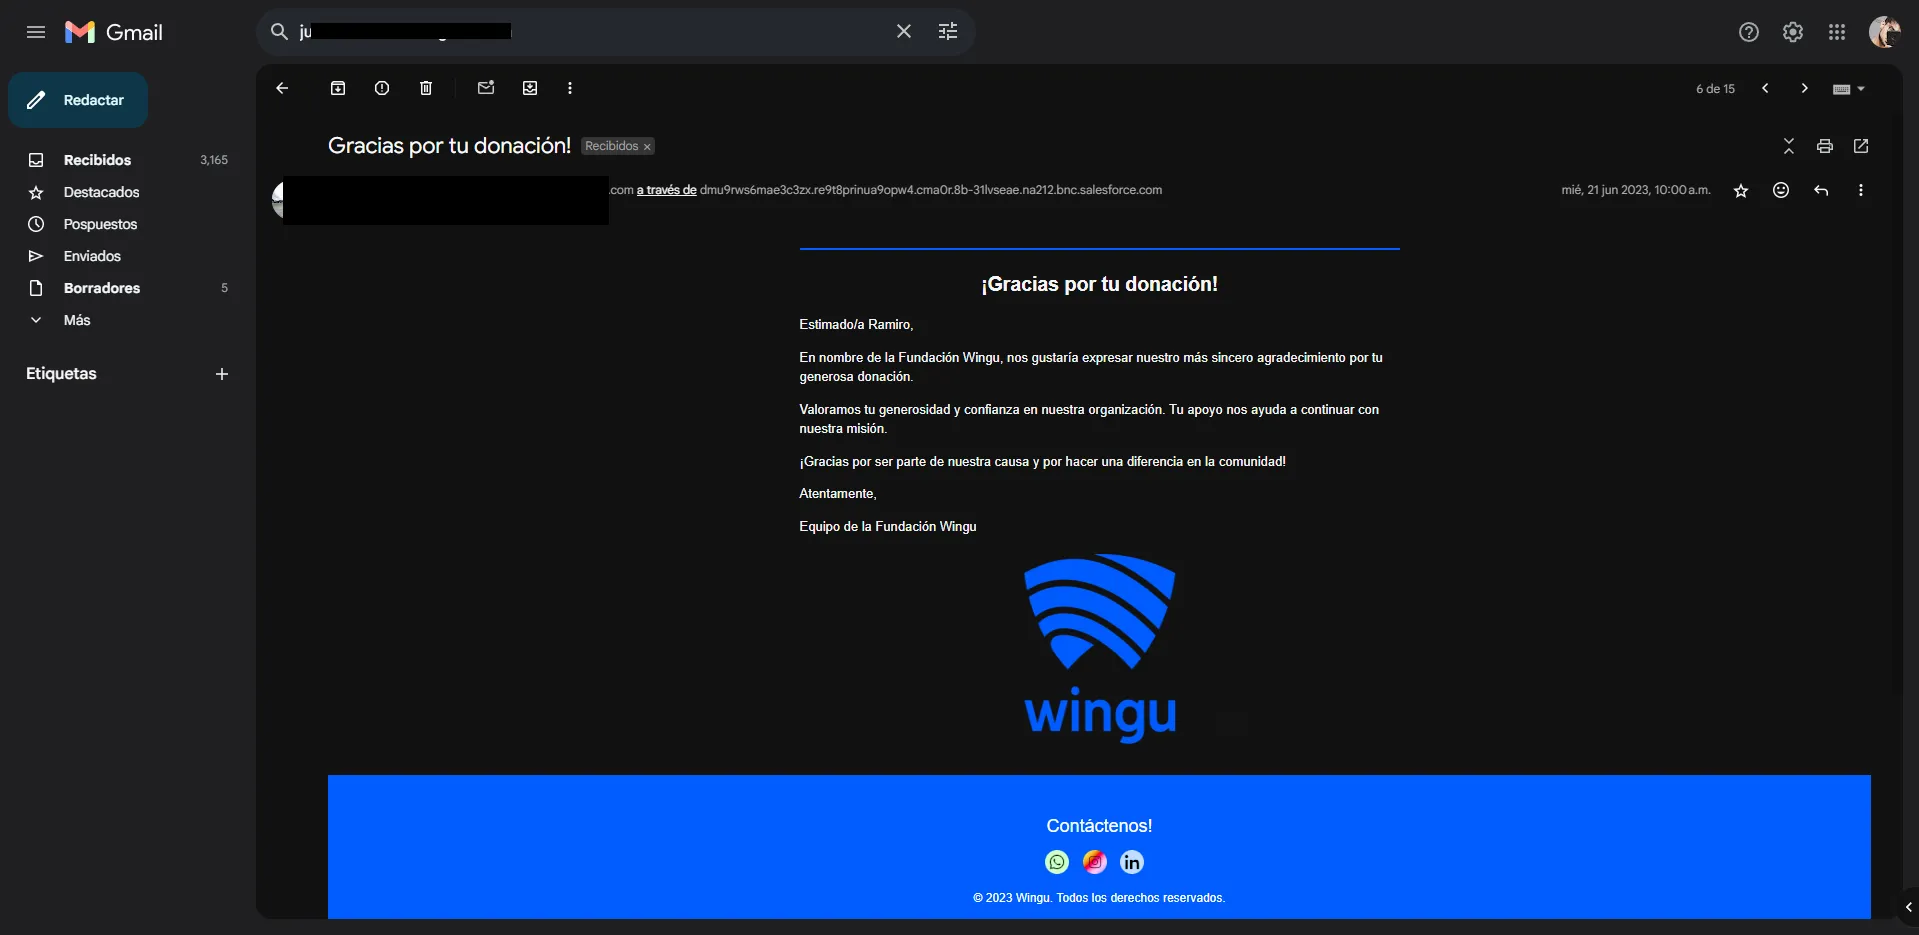 Gmail
ju
Redactar
6 de 15
Gracias por tu donación!
Recibidos ×
Recibidos 3,165
Destacados
Pospuestos
Enviados
Borradores 5
Más
Etiquetas
.com a través de dmu9rws6mae3c3zx.re9t8prinua9opw4.cma0r.8b-31lvseae.na212.bnc.salesforce.com
mié, 21 jun 2023, 10:00 a.m.
¡Gracias por tu donación!
Estimado/a Ramiro,
En nombre de la Fundación Wingu, nos gustaría expresar nuestro más sincero agradecimiento por tu
generosa donación.
Valoramos tu generosidad y confianza en nuestra organización. Tu apoyo nos ayuda a continuar con
nuestra misión.
¡Gracias por ser parte de nuestra causa y por hacer una diferencia en la comunidad!
Atentamente,
Equipo de la Fundación Wingu
wingu
Contáctenos!
in
© 2023 Wingu. Todos los derechos reservados.